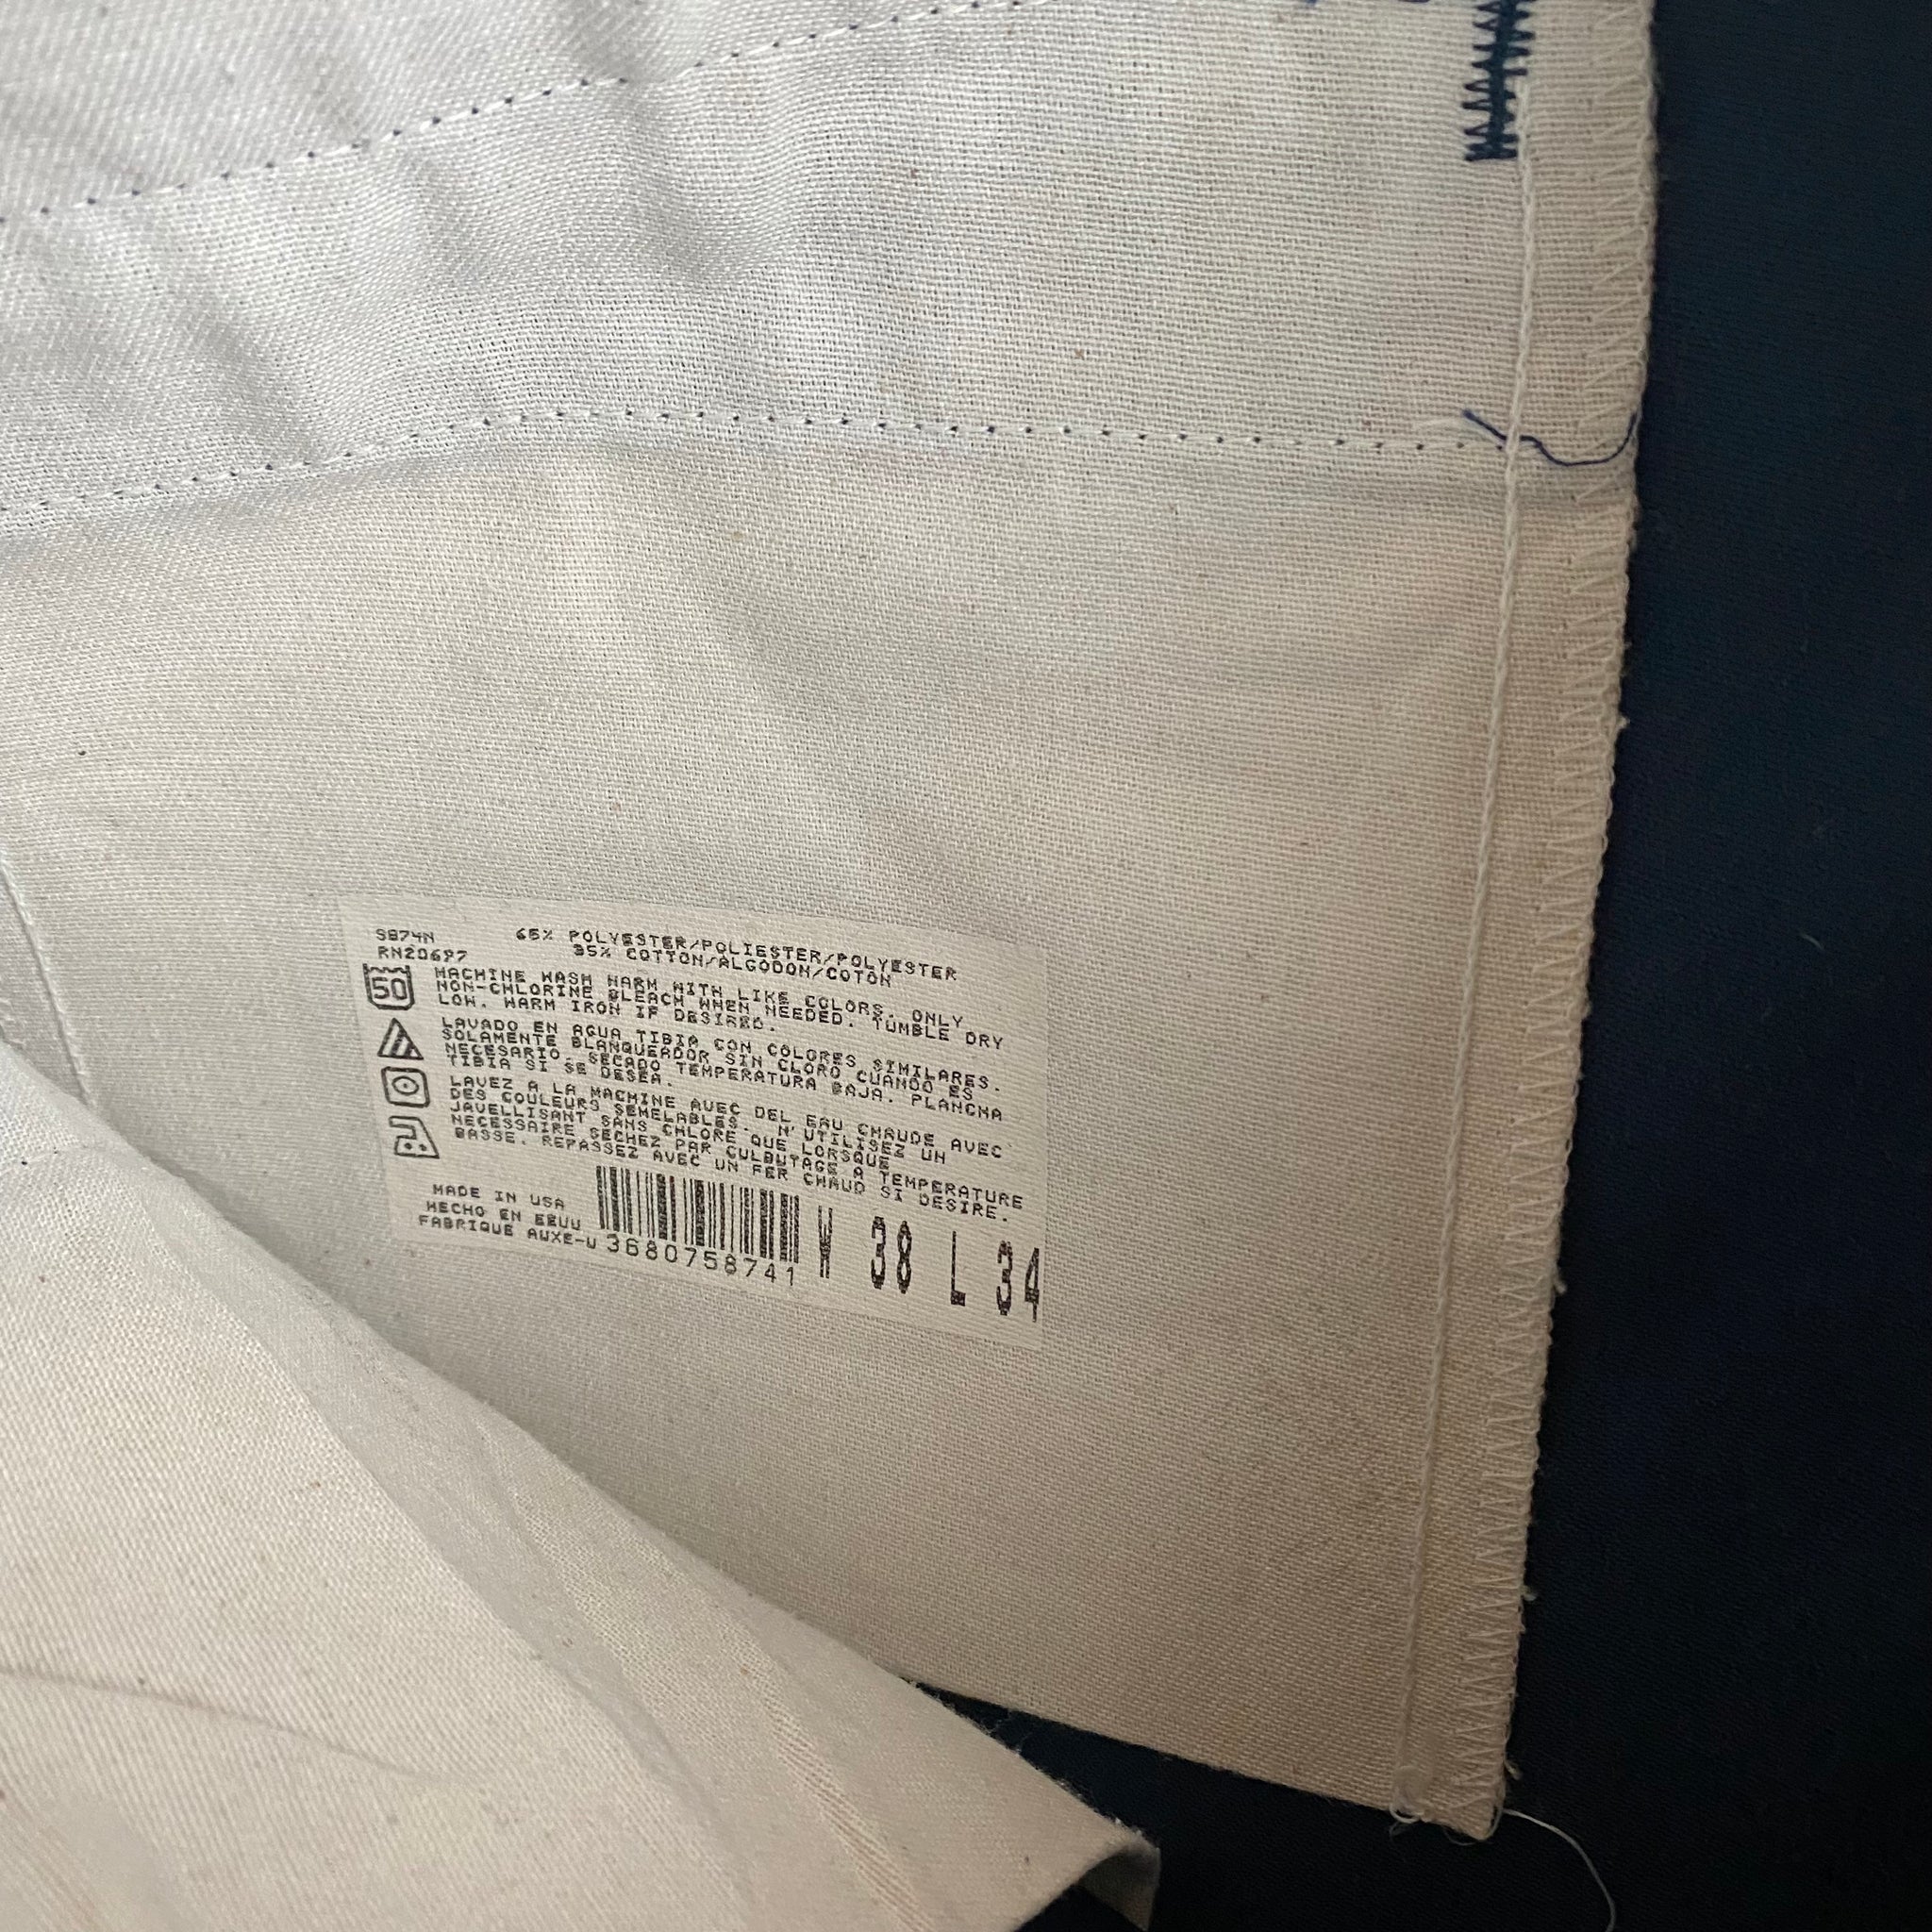 S874N
RN20697
65% POLYESTER/POLIESTER/POLYESTER
35% COTTON/ALGODON/COTON
50
MACHINE WASH WARM WITH LIKE COLORS. ONLY
NON-CHLORINE BLEACH WHEN NEEDED. TUMBLE DRY
LOW. WARM IRON IF DESIRED.
LAVADO EN AGUA TIBIA CON COLORES SIMILARES.
SOLAMENTE BLANQUERDOR SIN CLORO CUANDO ES
NECESARIO. SECADO TEMPERATURA BAJA. PLANCHA
TIBIA SI SE DESEA.
LAVEZ A LA MACHINE AVEC DEL EAU CHAUDE AVEC
DES COULEURS SEMELABLES. N'UTILISEZ UN
JAVELLISANT SANS CHLORE QUE LORSQUE
NECESSAIRE SECHEZ PAR CULBUTAGE A TEMPERATURE
BASSE. REPASSEZ AVEC UN FER CHAUD SI DESIRE.
MADE IN USA
HECHO EN EEUU
FABRIQUE AUXE-U
3680758741
W 38 L 34